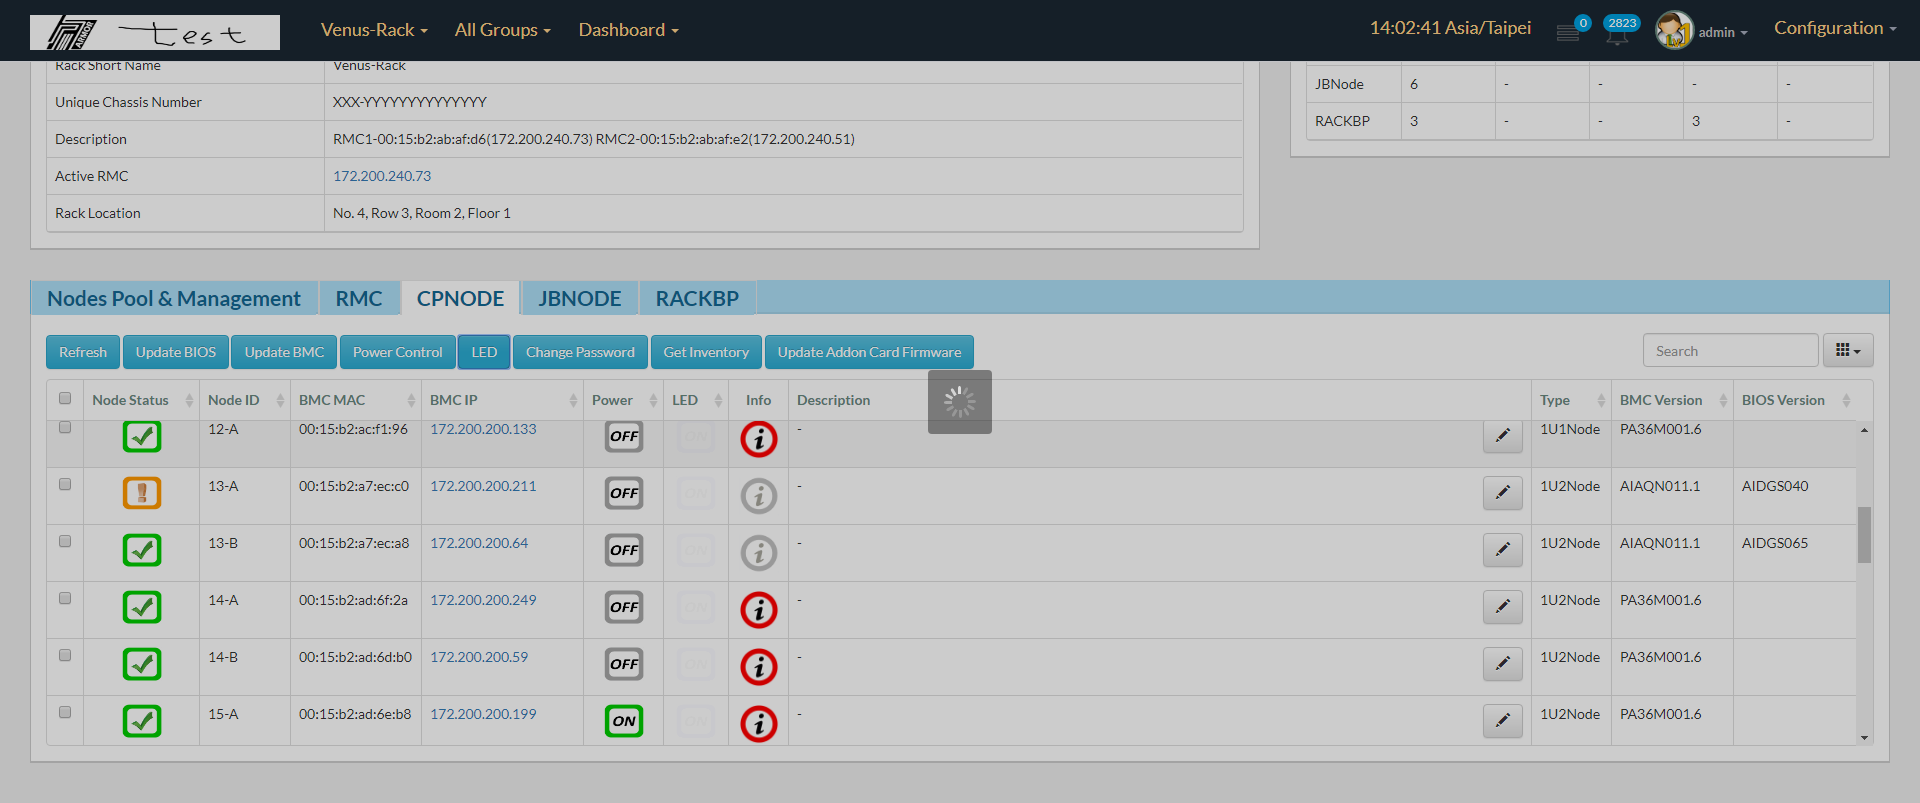 ARMOR test Venus-Rack All Groups Dashboard 14:02:41 Asia/Taipei 0 2823 admin Configuration
Rack Short Name Venus-Rack
Unique Chassis Number XXX-YYYYYYYYYYYYYY
Description RMC1-00:15:b2:ab:af:d6(172.200.240.73) RMC2-00:15:b2:ab:af:e2(172.200.240.51)
Active RMC 172.200.240.73
Rack Location No. 4, Row 3, Room 2, Floor 1
JBNode 6 - - - -
RACKBP 3 - - 3 -
Nodes Pool & Management RMC CPNODE JBNODE RACKBP
Refresh Update BIOS Update BMC Power Control LED Change Password Get Inventory Update Addon Card Firmware Search
Node Status Node ID BMC MAC BMC IP Power LED Info Description Type BMC Version BIOS Version
12-A 00:15:b2:ac:f1:96 172.200.200.133 OFF ON i - 1U1Node PA36M001.6
! 13-A 00:15:b2:a7:ec:c0 172.200.200.211 OFF ON i - 1U2Node AIAQN011.1 AIDGS040
13-B 00:15:b2:a7:ec:a8 172.200.200.64 OFF ON i - 1U2Node AIAQN011.1 AIDGS065
14-A 00:15:b2:ad:6f:2a 172.200.200.249 OFF ON i - 1U2Node PA36M001.6
14-B 00:15:b2:ad:6d:b0 172.200.200.59 OFF ON i - 1U2Node PA36M001.6
15-A 00:15:b2:ad:6e:b8 172.200.200.199 ON ON i - 1U2Node PA36M001.6